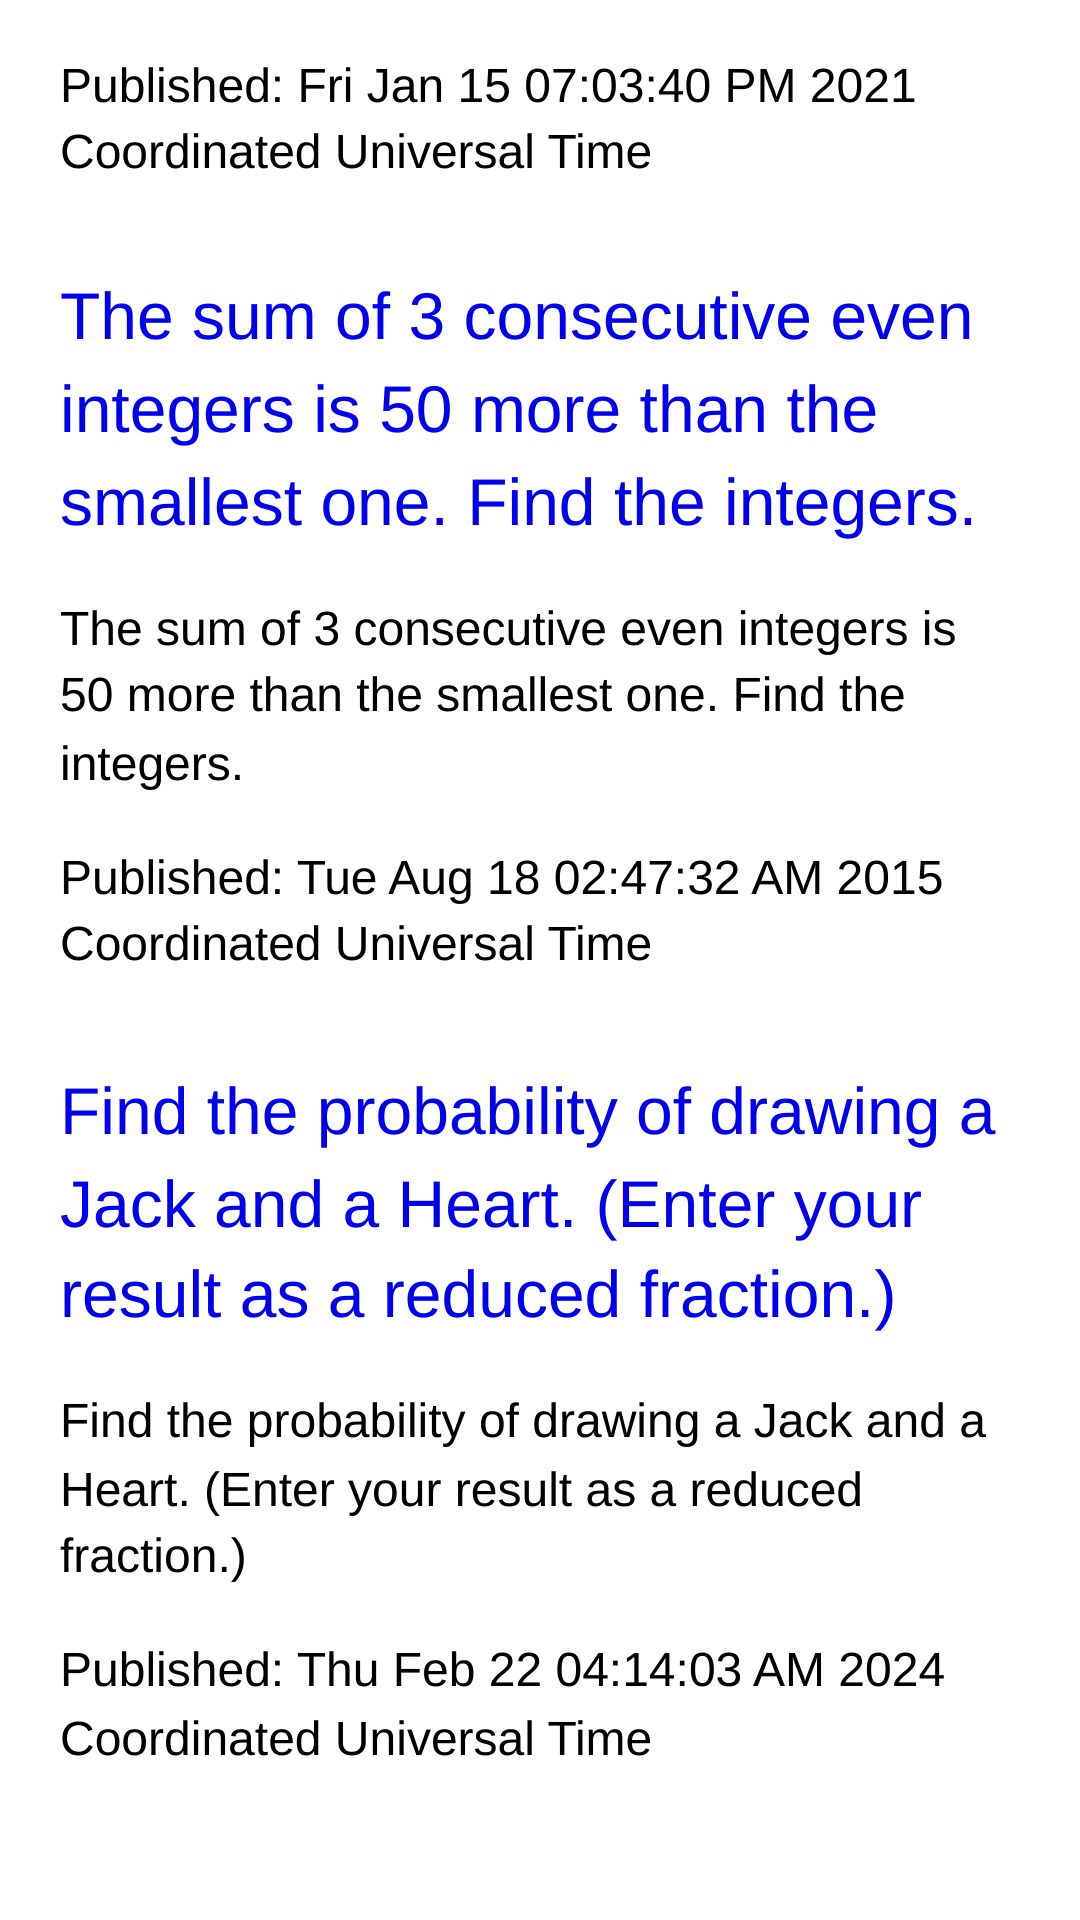 Published: Fri Jan 15 07:03:40 PM 2021
Coordinated Universal Time
The sum of 3 consecutive even
integers is 50 more than the
smallest one. Find the integers.
The sum of 3 consecutive even integers is
50 more than the smallest one. Find the
integers.
Published: Tue Aug 18 02:47:32 AM 2015
Coordinated Universal Time
Find the probability of drawing a
Jack and a Heart. (Enter your
result as a reduced fraction.)
Find the probability of drawing a Jack and a
Heart. (Enter your result as a reduced
fraction.)
Published: Thu Feb 22 04:14:03 AM 2024
Coordinated Universal Time